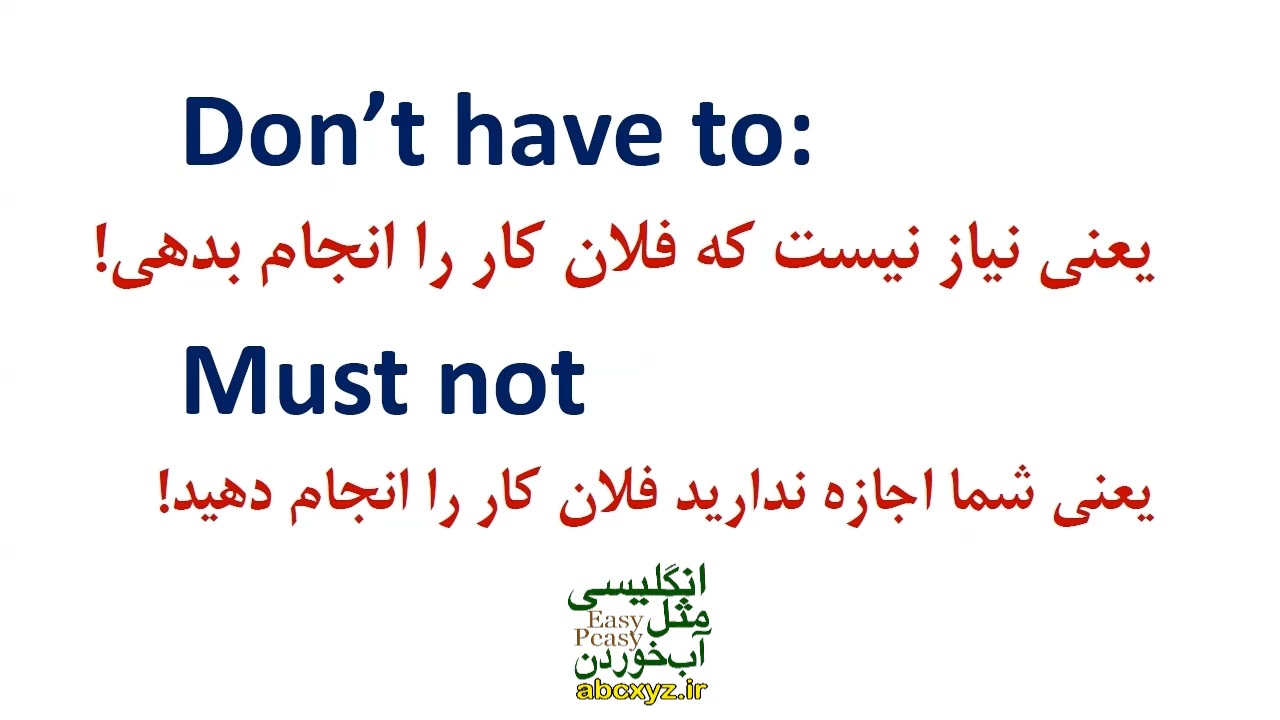 Don’t have to:
یعنی نیاز نیست که فلان کار را انجام بدهی!
Must not
یعنی شما اجازه ندارید فلان کار را انجام دهید!
انگلیسی
مثل
Easy
Peasy
آب‌خوردن
abcxyz.ir